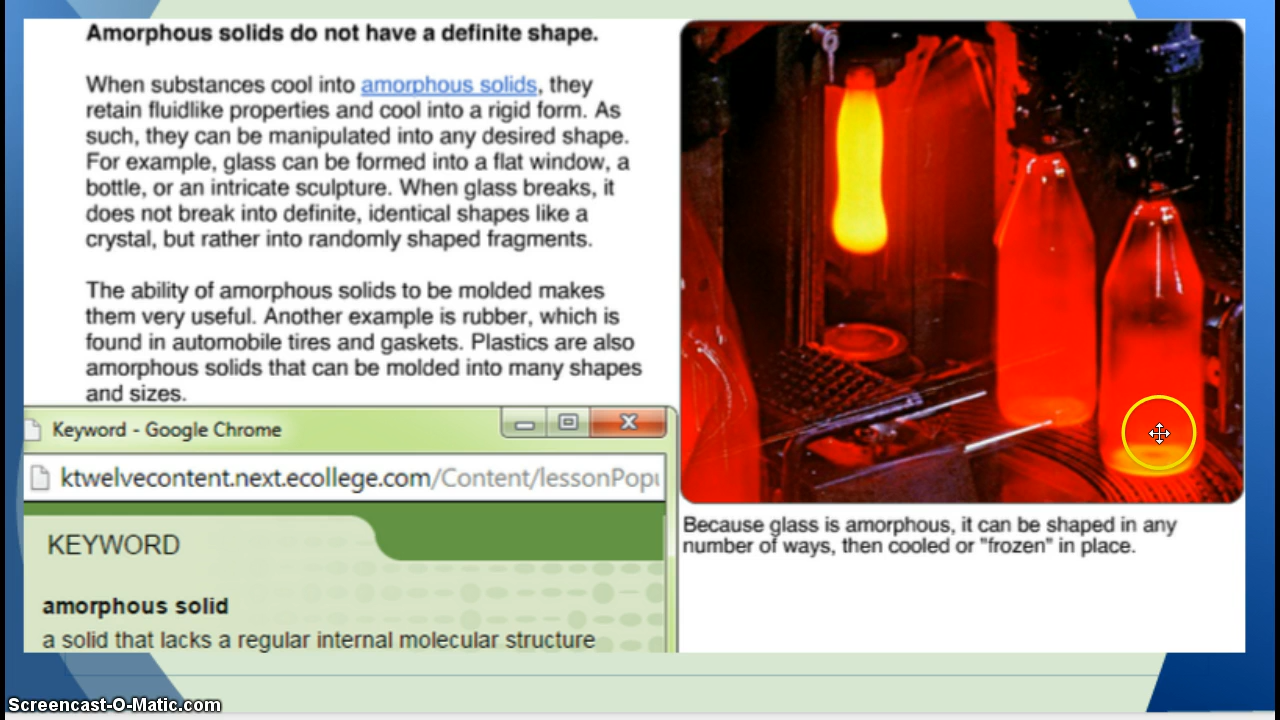 Amorphous solids do not have a definite shape.
When substances cool into amorphous solids, they
retain fluidlike properties and cool into a rigid form. As
such, they can be manipulated into any desired shape.
For example, glass can be formed into a flat window, a
bottle, or an intricate sculpture. When glass breaks, it
does not break into definite, identical shapes like a
crystal, but rather into randomly shaped fragments.
The ability of amorphous solids to be molded makes
them very useful. Another example is rubber, which is
found in automobile tires and gaskets. Plastics are also
amorphous solids that can be molded into many shapes
and sizes.
Keyword - Google Chrome
ktwelvecontent.next.ecollege.com/Content/lessonPopu
KEYWORD
amorphous solid
a solid that lacks a regular internal molecular structure
Because glass is amorphous, it can be shaped in any
number of ways, then cooled or "frozen" in place.
Screencast-O-Matic.com